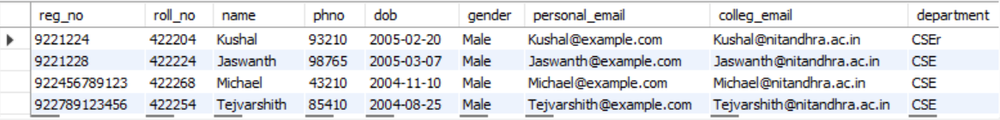 reg_no roll_no name phno dob gender personal_email colleg_email department
9221224 422204 Kushal 93210 2005-02-20 Male Kushal@example.com Kushal@nitandhra.ac.in CSEr
9221228 422224 Jaswanth 98765 2005-03-07 Male Jaswanth@example.com Jaswanth@nitandhra.ac.in CSE
922456789123 422268 Michael 43210 2004-11-10 Male Michael@example.com Michael@nitandhra.ac.in CSE
922789123456 422254 Tejvarshith 85410 2004-08-25 Male Tejvarshith@example.com Tejvarshith@nitandhra.ac.in CSE